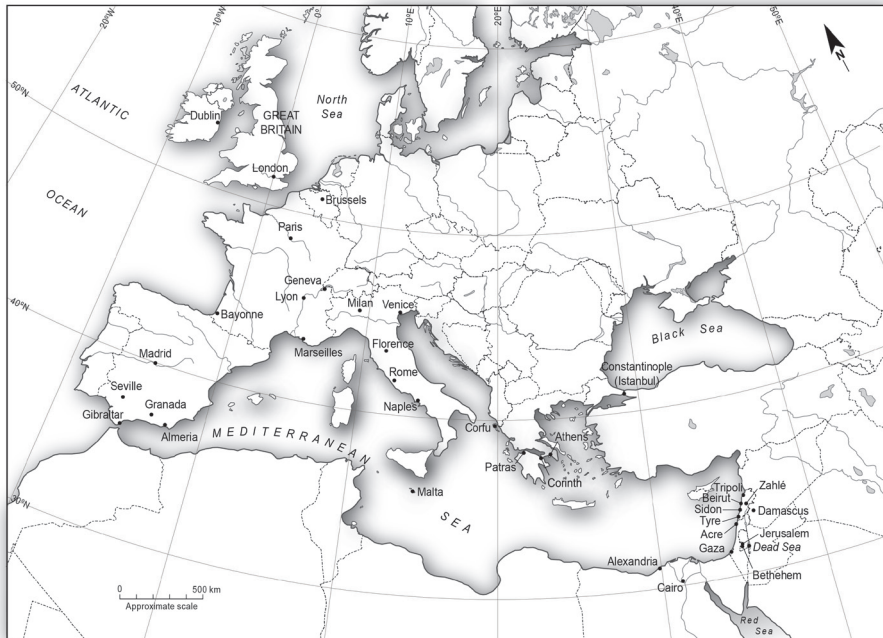 20°W
10°W
0°
10°E
20°E
30°E
40°E
50°E
N
50°N
ATLANTIC
OCEAN
North
Sea
Dublin
GREAT
BRITAIN
London
Brussels
Paris
Geneva
Lyon
Milan
Venice
Bayonne
Marseilles
Florence
40°N
Madrid
Rome
Seville
Granada
Gibraltar
Almeria
Naples
MEDITERRANEAN
SEA
Black Sea
Constantinople
(Istanbul)
Corfu
Athens
Patras
Corinth
Malta
30°N
Tripoli
Zahlé
Beirut
Sidon
Damascus
Tyre
Acre
Jerusalem
Gaza
Dead Sea
Alexandria
Bethehem
Cairo
0 500 km
Approximate scale
Red
Sea